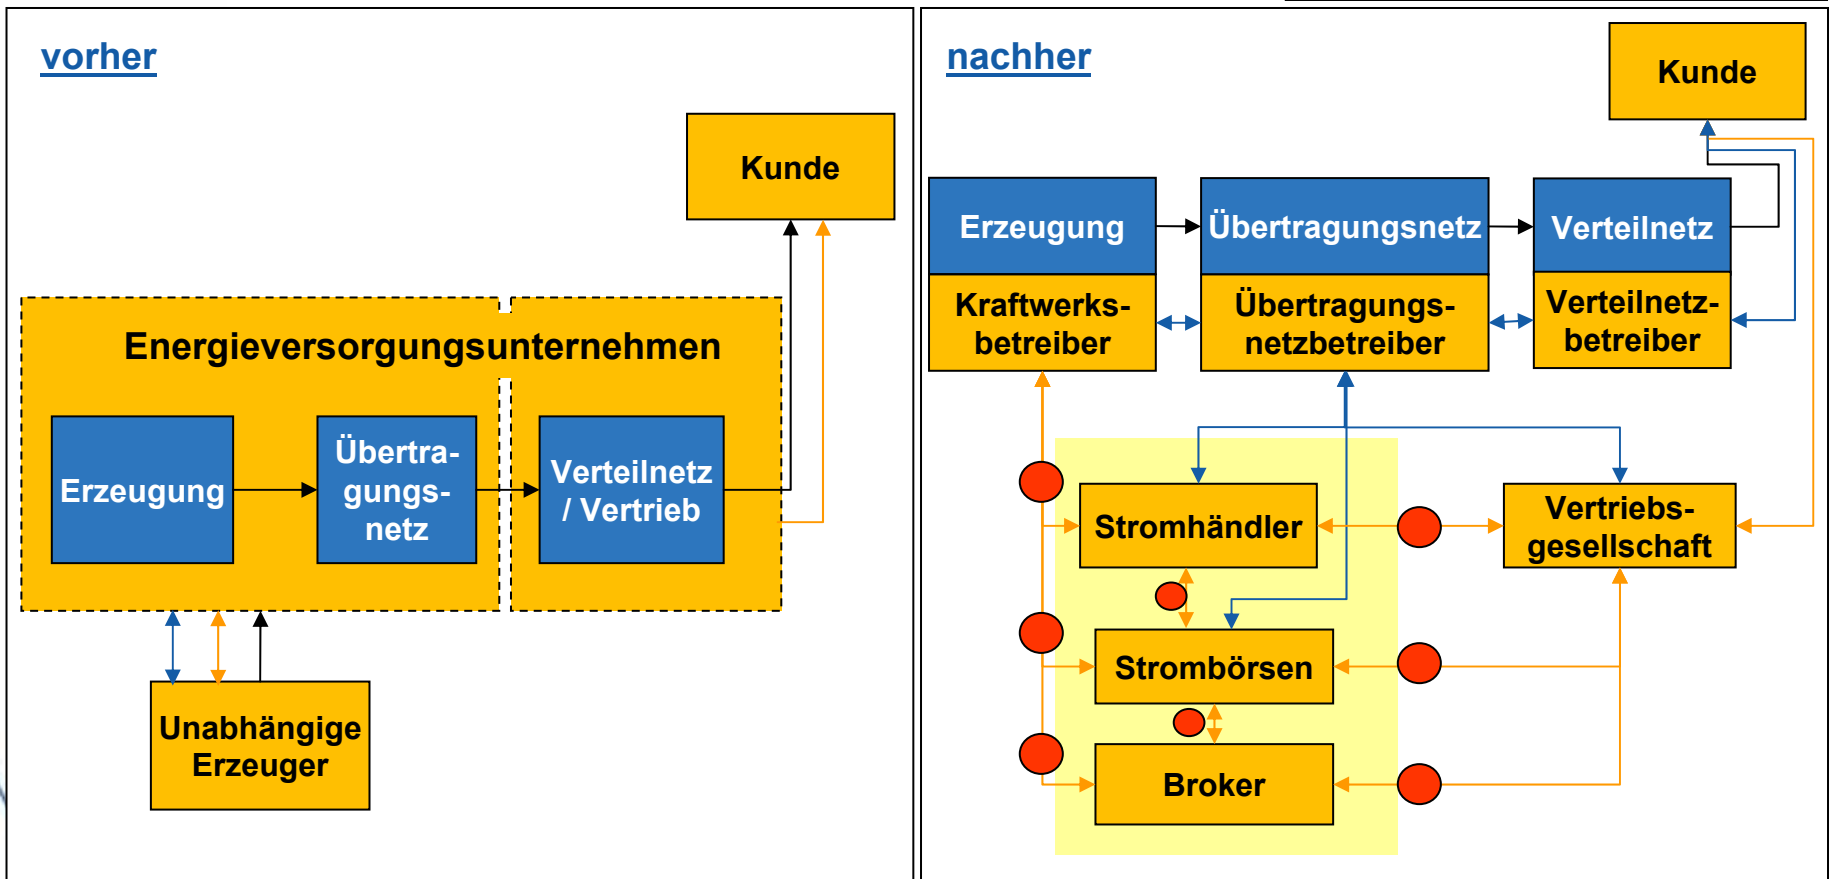 vorher
Kunde
Energieversorgungsunternehmen
Erzeugung
Übertra-
gungs-
netz
Verteilnetz
/ Vertrieb
Unabhängige
Erzeuger
nachher
Kunde
Erzeugung
Übertragungsnetz
Verteilnetz
Kraftwerks-
betreiber
Übertragungs-
netzbetreiber
Verteilnetz-
betreiber
Stromhändler
Vertriebs-
gesellschaft
Strombörsen
Broker